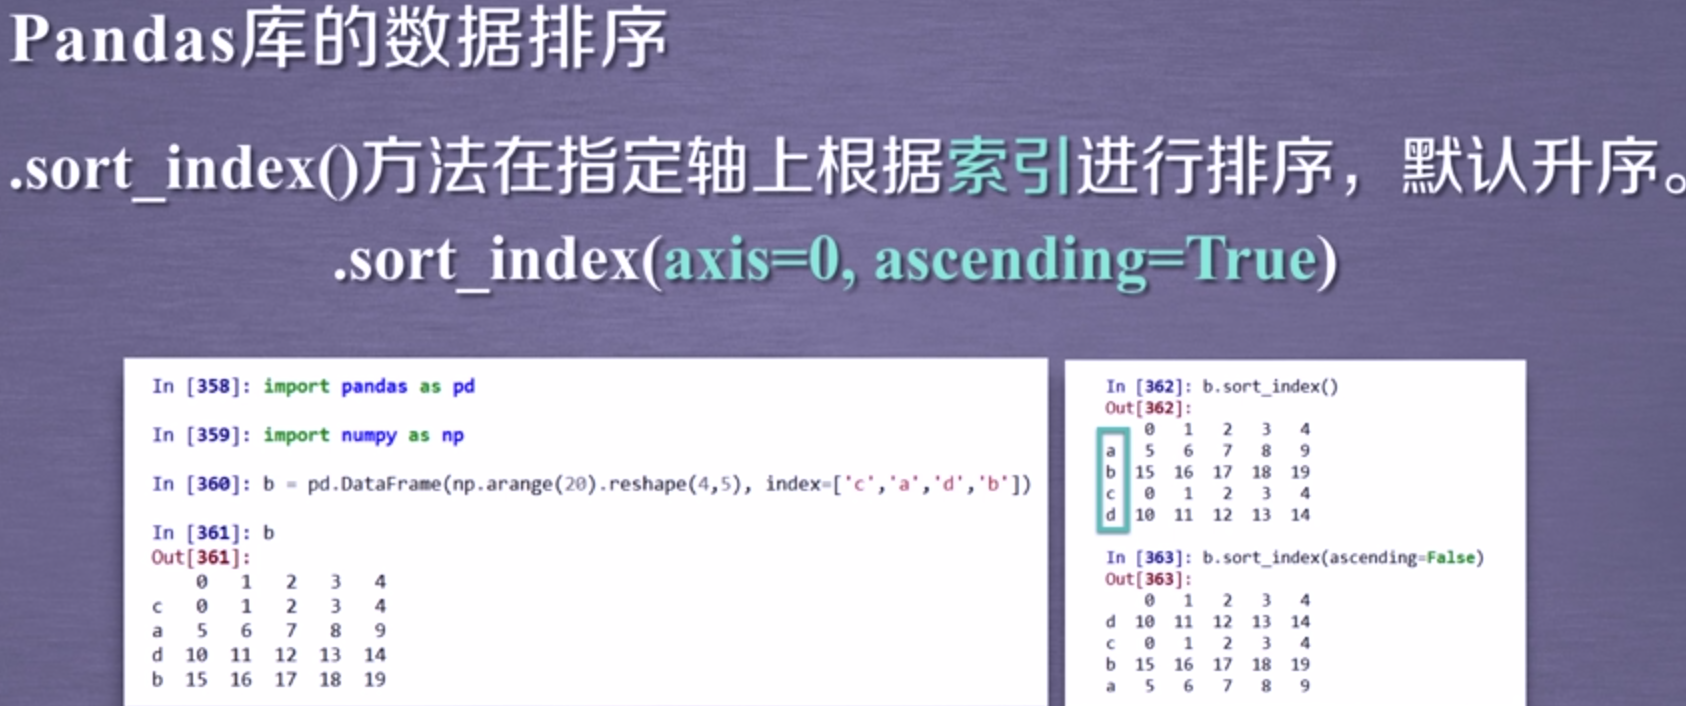 Pandas库的数据排序
.sort_index()方法在指定轴上根据索引进行排序，默认升序。
.sort_index(axis=0, ascending=True)
In [358]: import pandas as pd
In [359]: import numpy as np
In [360]: b = pd.DataFrame(np.arange(20).reshape(4,5), index=['c','a','d','b'])
In [361]: b
Out[361]:
0 1 2 3 4
c 0 1 2 3 4
a 5 6 7 8 9
d 10 11 12 13 14
b 15 16 17 18 19
In [362]: b.sort_index()
Out[362]:
0 1 2 3 4
a 5 6 7 8 9
b 15 16 17 18 19
c 0 1 2 3 4
d 10 11 12 13 14
In [363]: b.sort_index(ascending=False)
Out[363]:
0 1 2 3 4
d 10 11 12 13 14
c 0 1 2 3 4
b 15 16 17 18 19
a 5 6 7 8 9